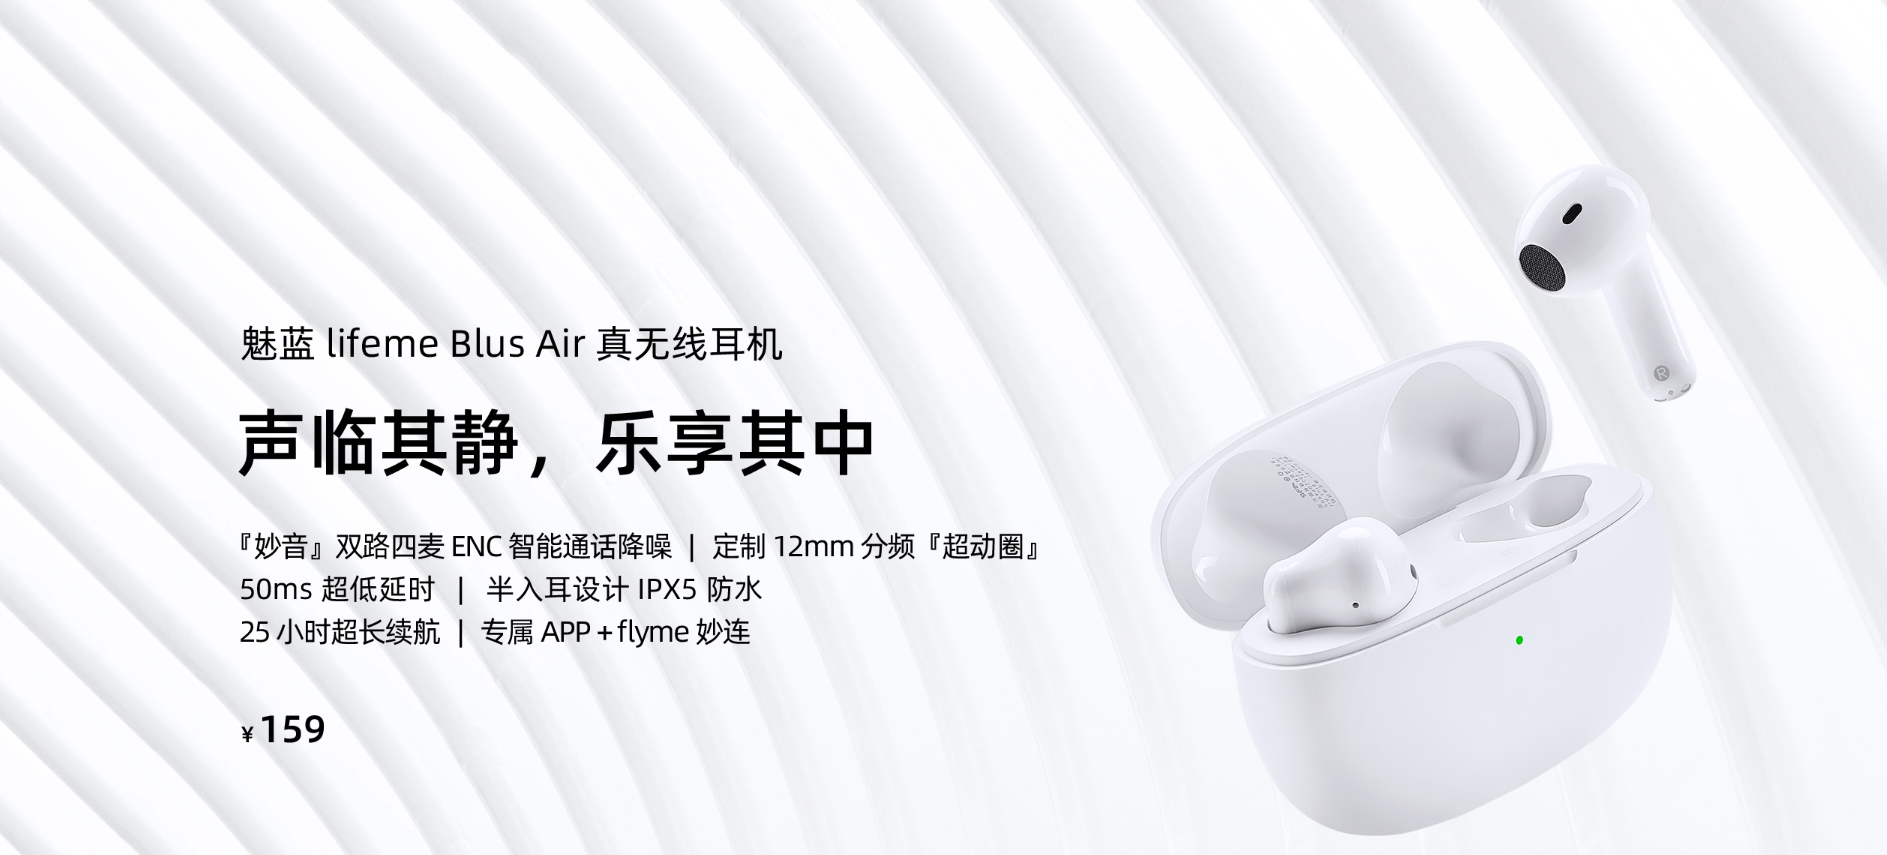 魅蓝 lifeme Blus Air 真无线耳机
声临其静，乐享其中
『妙音』双路四麦 ENC 智能通话降噪 | 定制 12mm 分频『超动圈』
50ms 超低延时 | 半入耳设计 IPX5 防水
25 小时超长续航 | 专属 APP+flyme 妙连
¥ 159
R